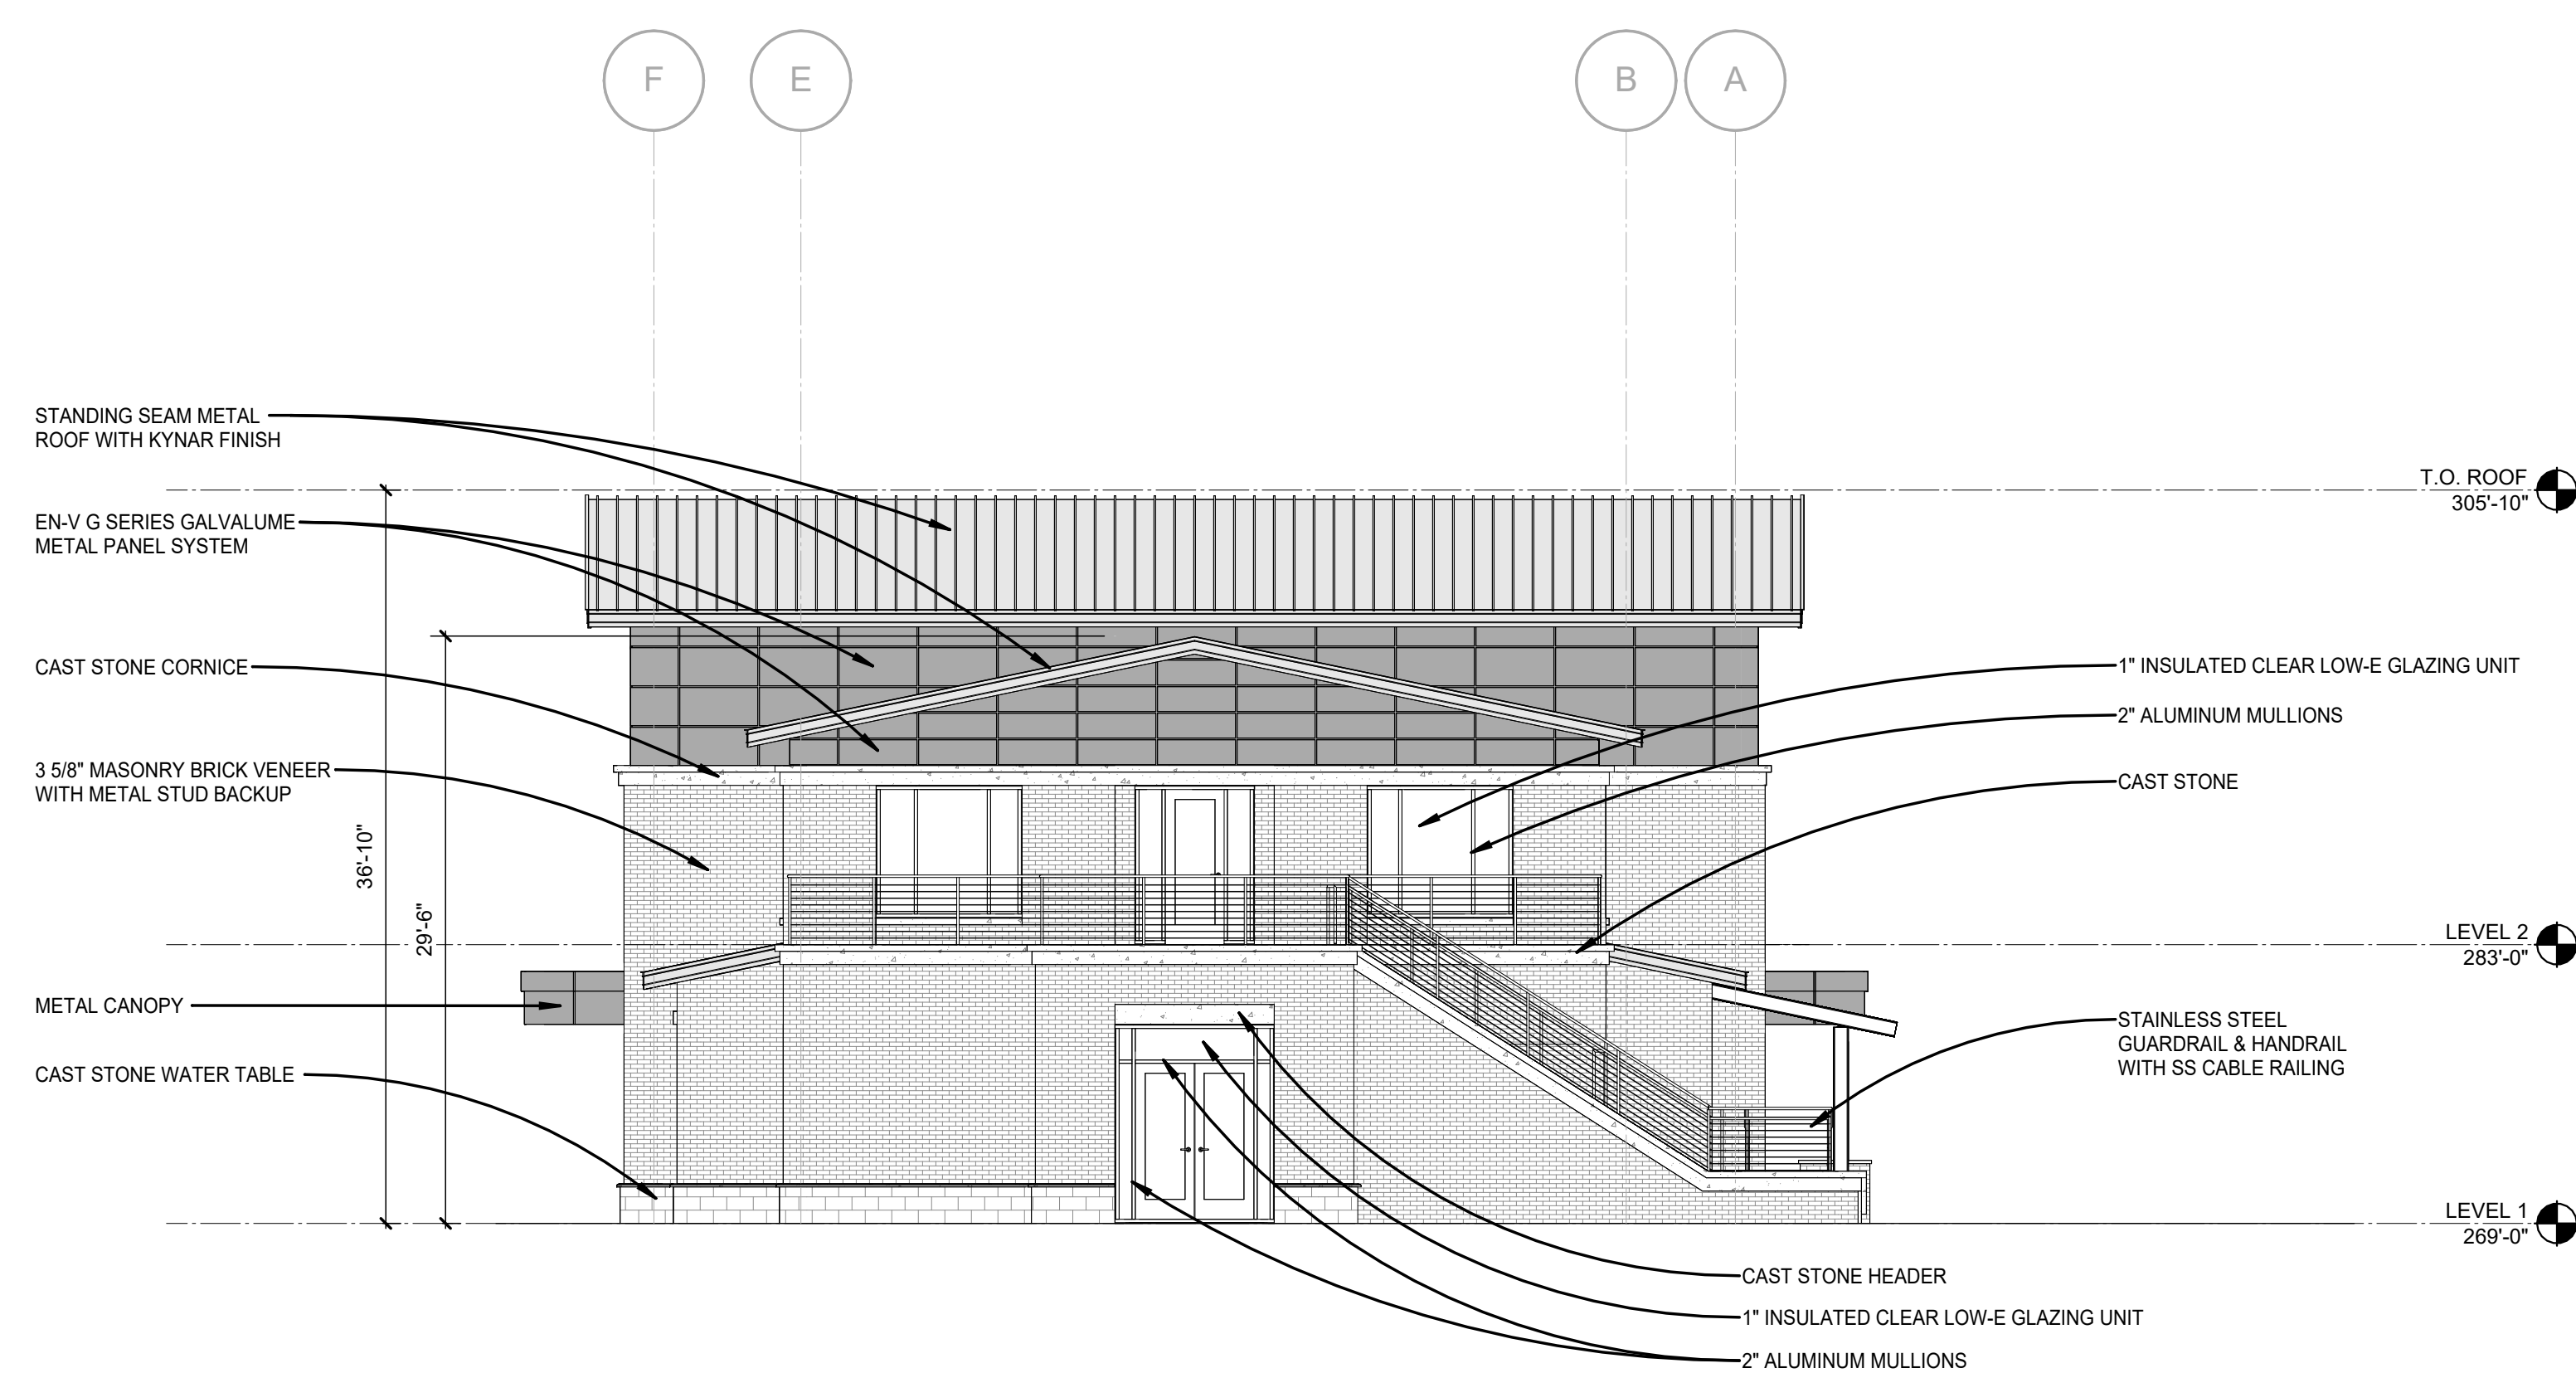 F
E
B
A
STANDING SEAM METAL
ROOF WITH KYNAR FINISH
EN-V G SERIES GALVALUME
METAL PANEL SYSTEM
CAST STONE CORNICE
3 5/8" MASONRY BRICK VENEER
WITH METAL STUD BACKUP
METAL CANOPY
CAST STONE WATER TABLE
36'-10"
29'-6"
T.O. ROOF
305'-10"
1" INSULATED CLEAR LOW-E GLAZING UNIT
2" ALUMINUM MULLIONS
CAST STONE
LEVEL 2
283'-0"
STAINLESS STEEL
GUARDRAIL & HANDRAIL
WITH SS CABLE RAILING
LEVEL 1
269'-0"
CAST STONE HEADER
1" INSULATED CLEAR LOW-E GLAZING UNIT
2" ALUMINUM MULLIONS